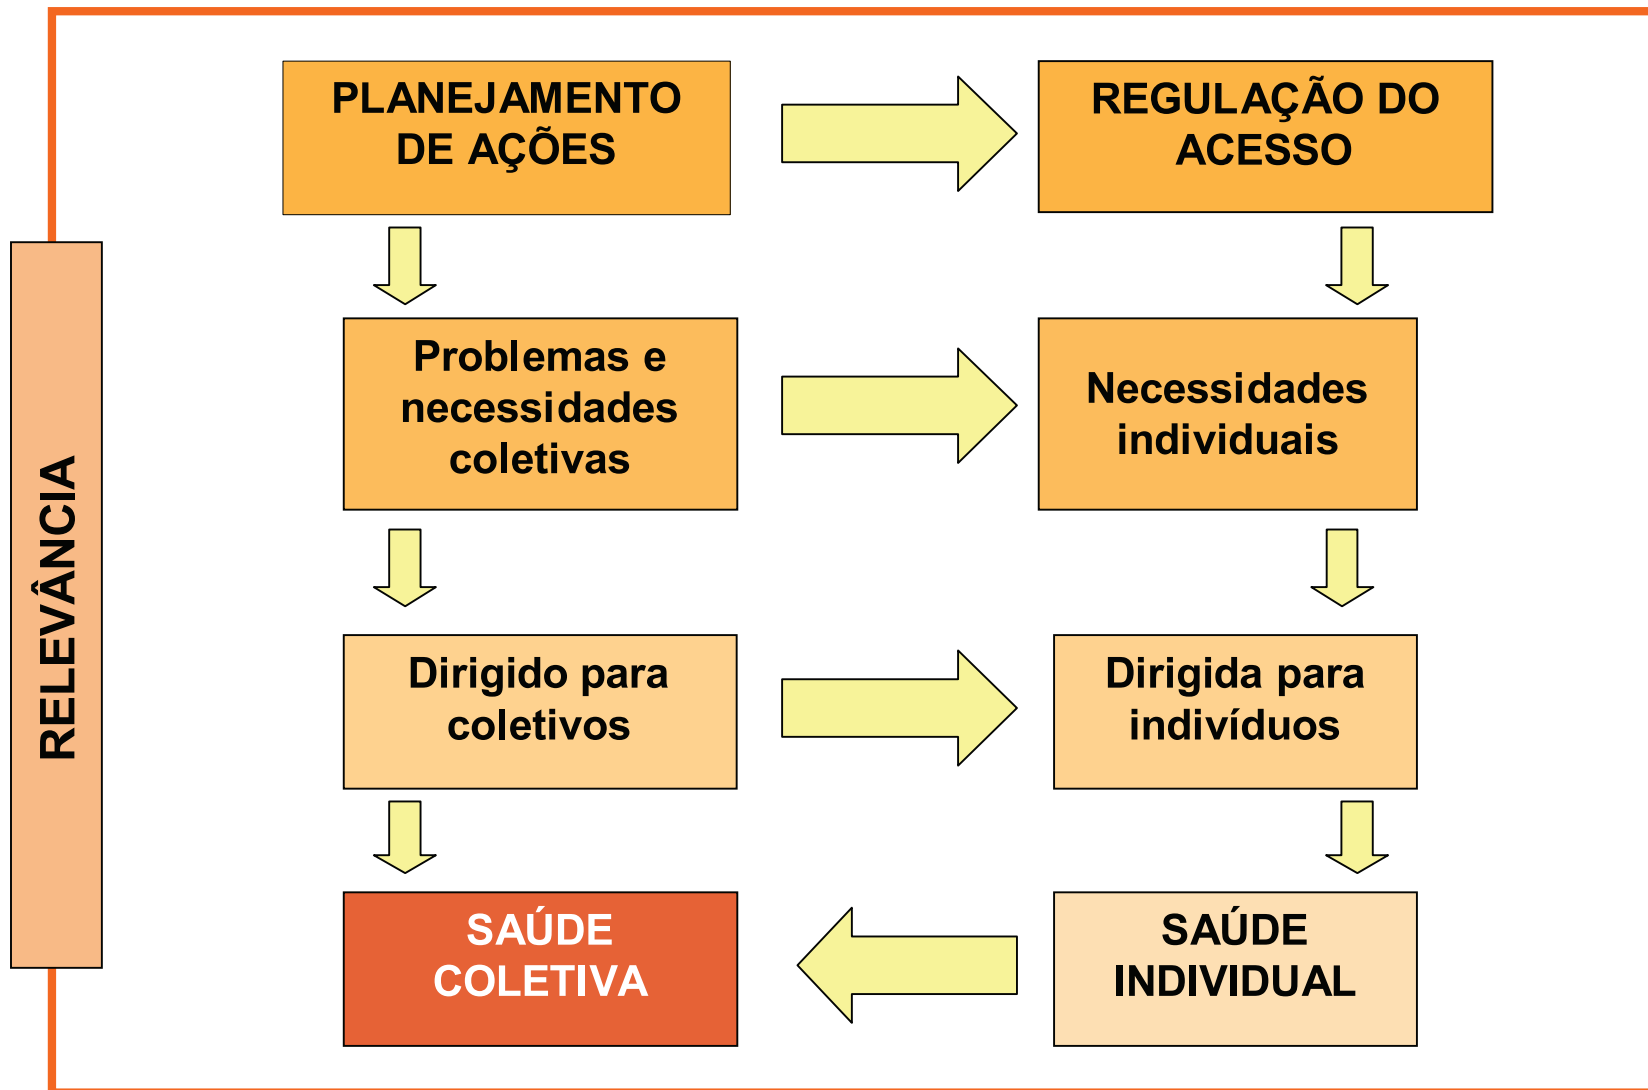 PLANEJAMENTO
DE AÇÕES
REGULAÇÃO DO
ACESSO
RELEVÂNCIA
Problemas e
necessidades
coletivas
Necessidades
individuais
Dirigido para
coletivos
Dirigida para
indivíduos
SAÚDE
COLETIVA
SAÚDE
INDIVIDUAL